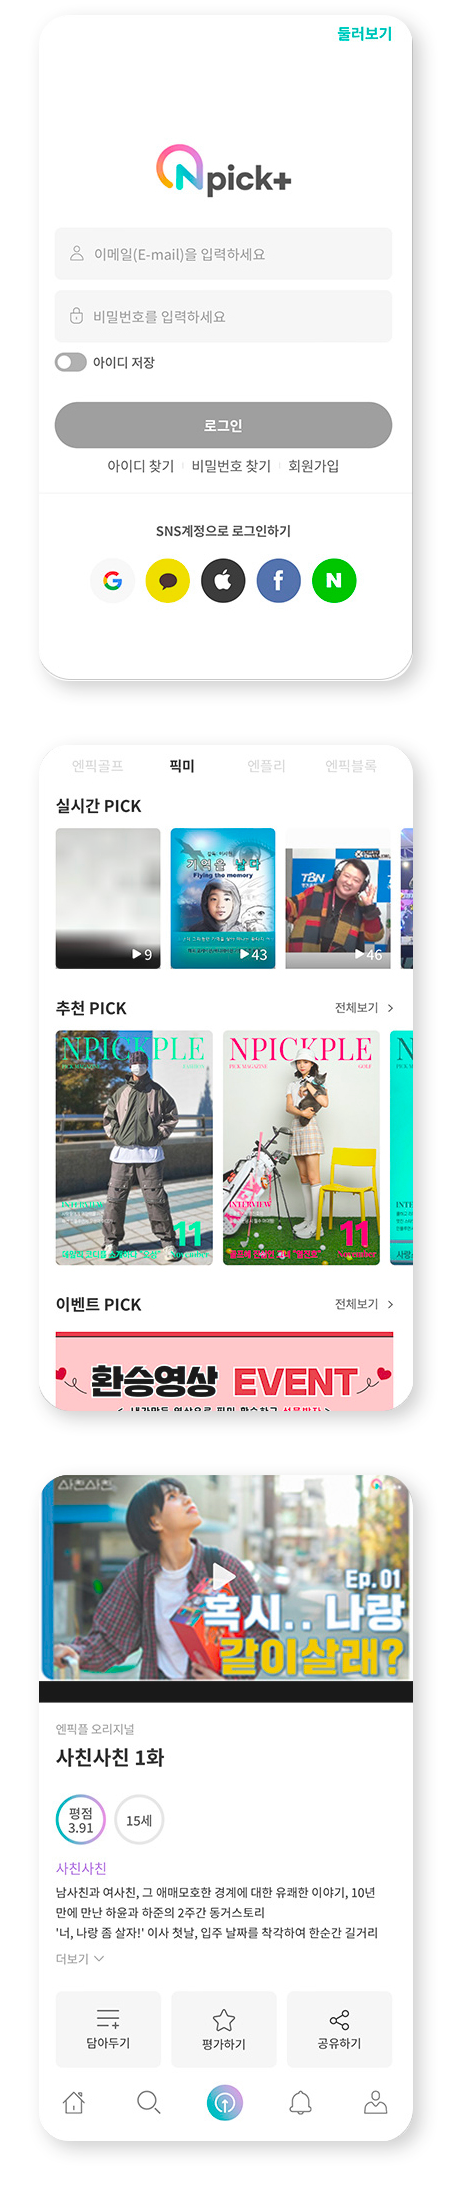 둘러보기
Npick+
이메일(E-mail)을 입력하세요
비밀번호를 입력하세요
아이디 저장
로그인
아이디 찾기 비밀번호 찾기 회원가입
SNS계정으로 로그인하기
G f N
엔픽골프 픽미 엔플리 엔픽블록
실시간 PICK
기억을 날다
Flying the memory
TBN
9 43 46
추천 PICK 전체보기
NPICKPLE NPICKPLE N
PICK MAGAZINE FASHION PICK MAGAZINE GOLF
INTERVIEW INTERVIEW INTE
11 11
November November
이벤트 PICK 전체보기
환승영상 EVENT
사친사친
Ep.01
혹시.. 나랑
같이살래?
엔픽플 오리지널
사친사친 1화
평점
3.91
15세
사친사친
남사친과 여사친, 그 애매모호한 경계에 대한 유쾌한 이야기, 10년
만에 만난 하윤과 하준의 2주간 동거스토리
'너, 나랑 좀 살자!' 이사 첫날, 입주 날짜를 착각하여 한순간 길거리
더보기
담아두기 평가하기 공유하기